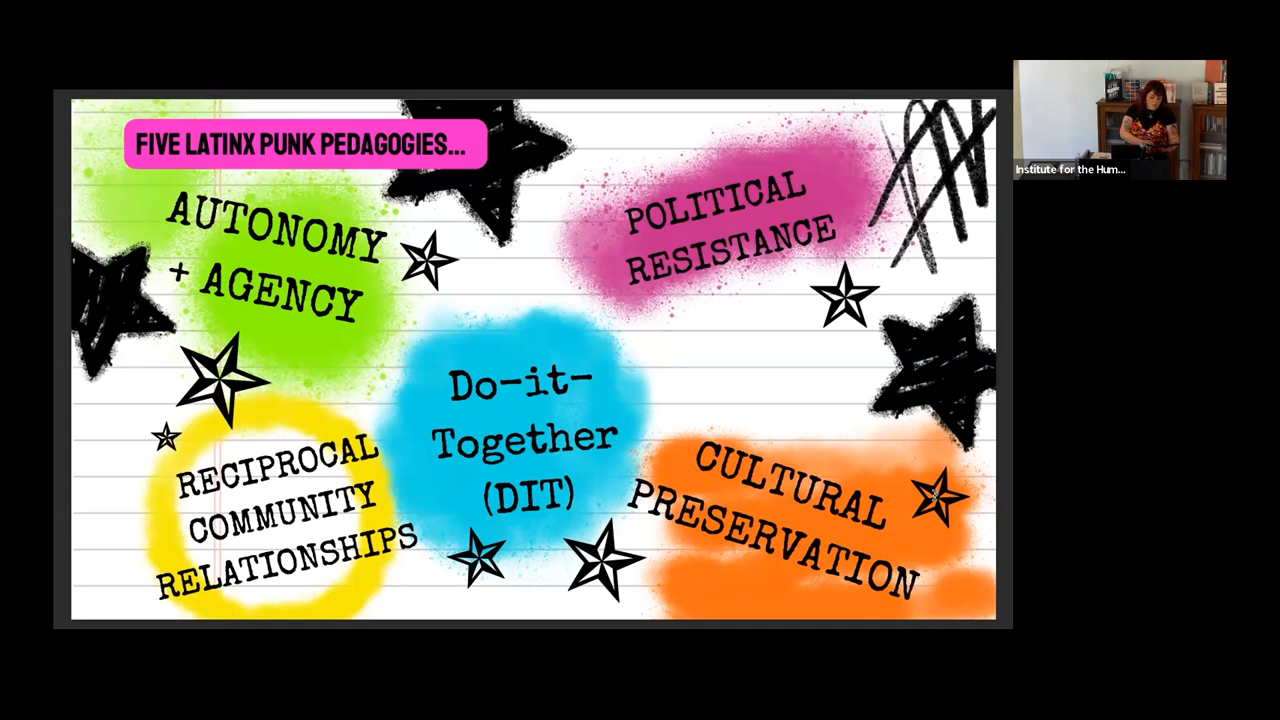 FIVE LATINX PUNK PEDAGOGIES...
AUTONOMY
+ AGENCY
POLITICAL
RESISTANCE
Do-it-
Together
(DIT)
RECIPROCAL
COMMUNITY
RELATIONSHIPS
CULTURAL
PRESERVATION
Institute for the Hum...